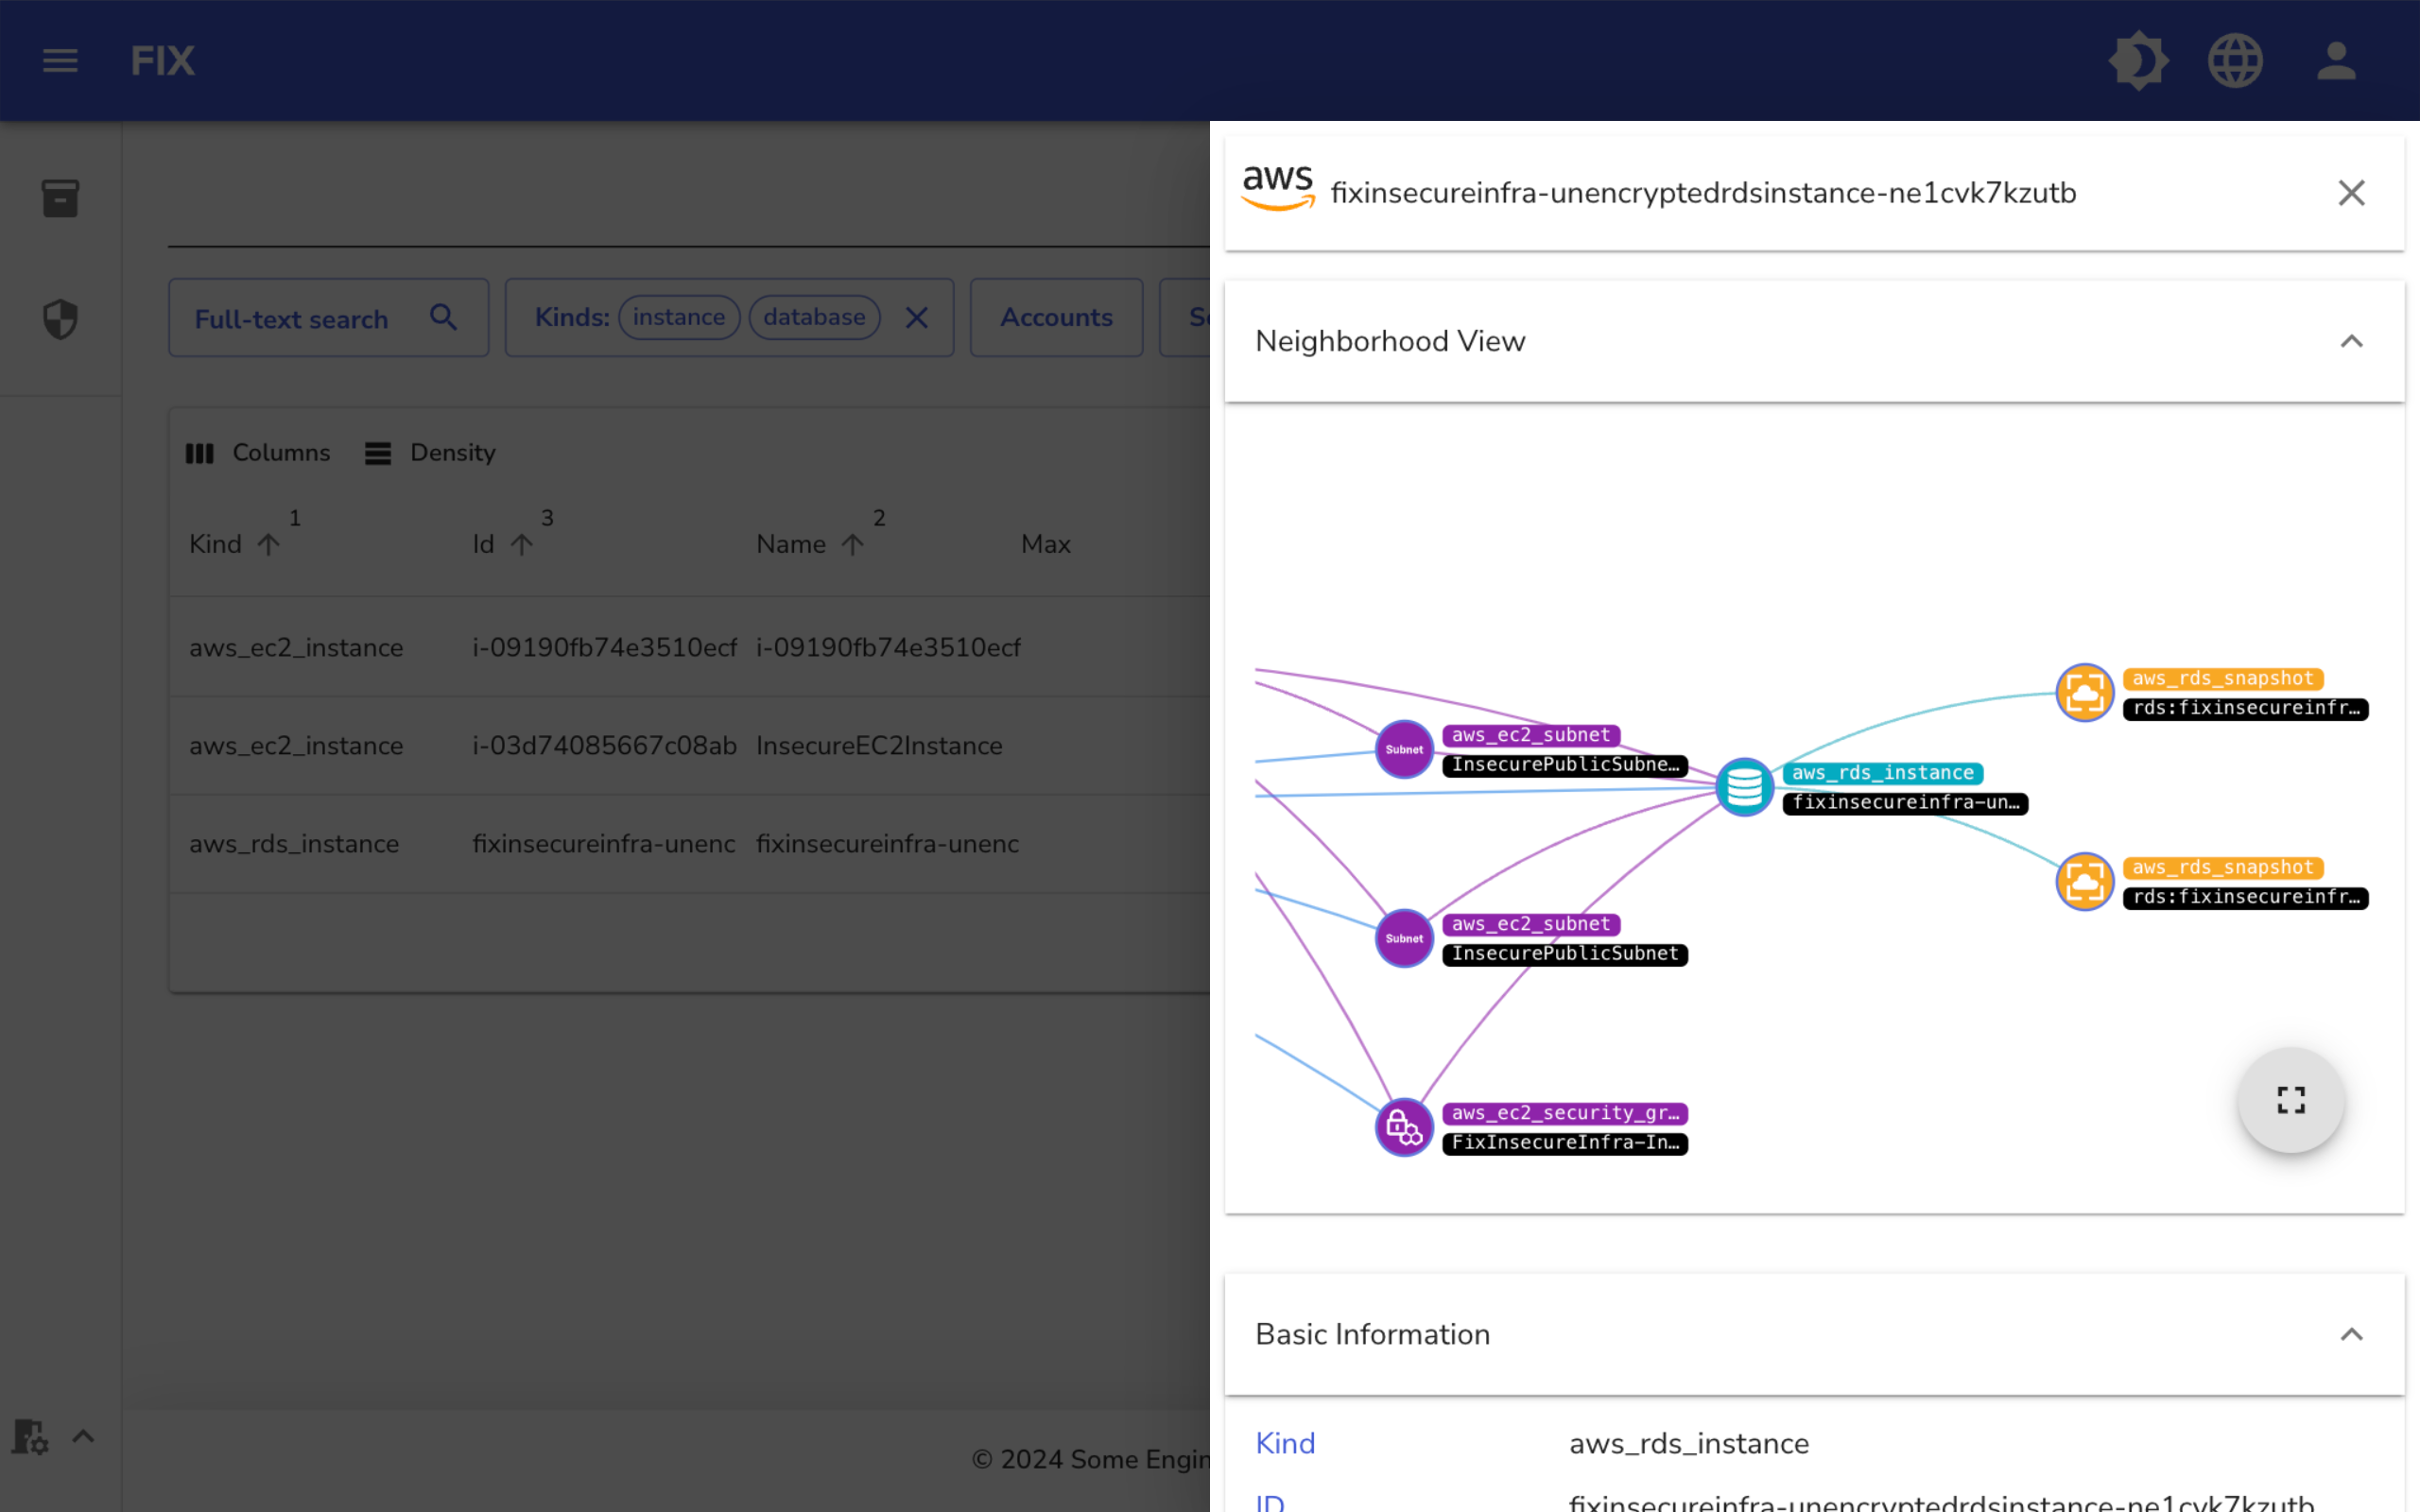 FIX
Full-text search
Kinds: instance database
Accounts
Columns
Density
Kind 1
Id 3
Name 2
Max
aws_ec2_instance i-09190fb74e3510ecf i-09190fb74e3510ecf
aws_ec2_instance i-03d74085667c08ab InsecureEC2Instance
aws_rds_instance fixinsecureinfra-unenc fixinsecureinfra-unenc
© 2024 Some Engin
aws fixinsecureinfra-unencryptedrdsinstance-ne1cvk7kzutb
Neighborhood View
aws_rds_snapshot
rds:fixinsecureinfr…
Subnet
aws_ec2_subnet
InsecurePublicSubne…
aws_rds_instance
fixinsecureinfra-un…
aws_rds_snapshot
rds:fixinsecureinfr…
Subnet
aws_ec2_subnet
InsecurePublicSubnet
aws_ec2_security_gr…
FixInsecureInfra-In…
Basic Information
Kind aws_rds_instance
ID fixinsecureinfra-unencryptedrdsinstance-ne1cvk7kzutb